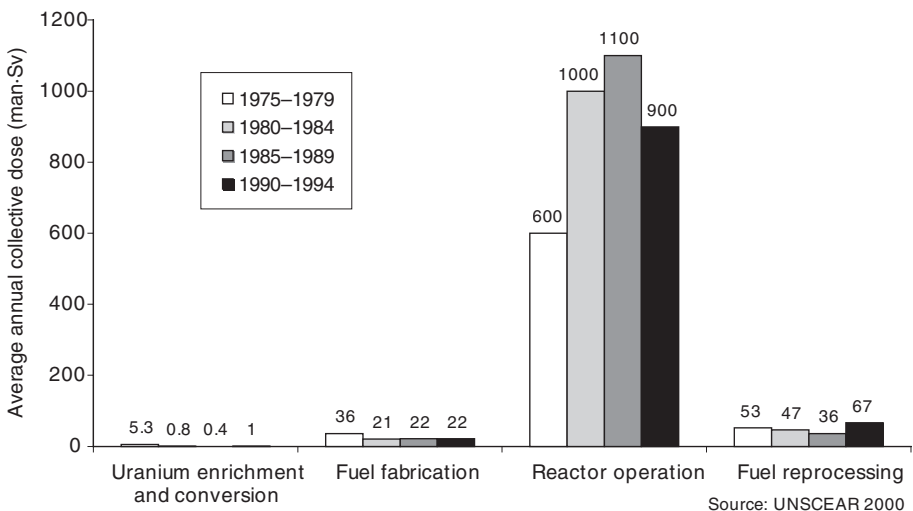 Average annual collective dose (man·Sv)
1200
1000
800
600
400
200
0
1975–1979
1980–1984
1985–1989
1990–1994
5.3 0.8 0.4 1
36 21 22 22
600 1000 1100 900
53 47 36 67
Uranium enrichment
and conversion
Fuel fabrication
Reactor operation
Fuel reprocessing
Source: UNSCEAR 2000